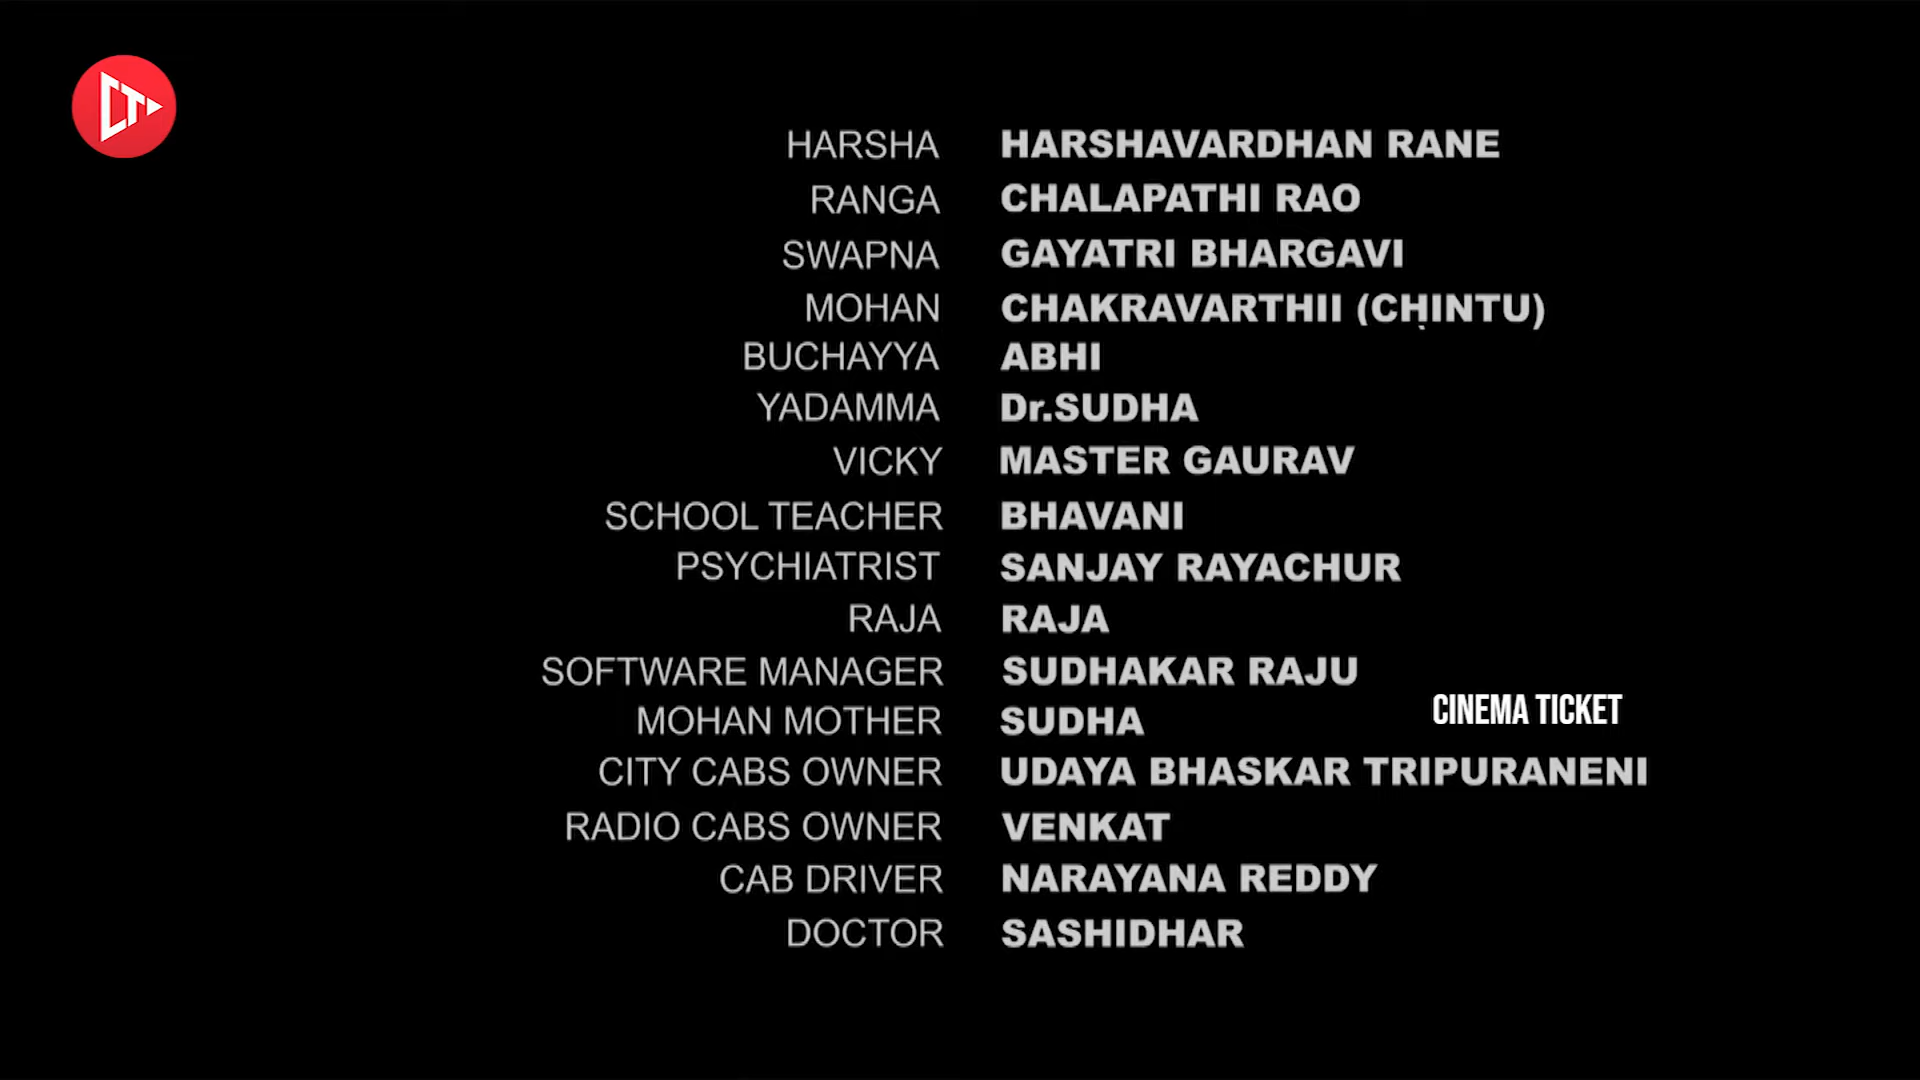 HARSHA HARSHAVARDHAN RANE
RANGA CHALAPATHI RAO
SWAPNA GAYATRI BHARGAVI
MOHAN CHAKRAVARTHII (CHINTU)
BUCHAYYA ABHI
YADAMMA Dr.SUDHA
VICKY MASTER GAURAV
SCHOOL TEACHER BHAVANI
PSYCHIATRIST SANJAY RAYACHUR
RAJA RAJA
SOFTWARE MANAGER SUDHAKAR RAJU
CINEMA TICKET
MOHAN MOTHER SUDHA
CITY CABS OWNER UDAYA BHASKAR TRIPURANENI
RADIO CABS OWNER VENKAT
CAB DRIVER NARAYANA REDDY
DOCTOR SASHIDHAR